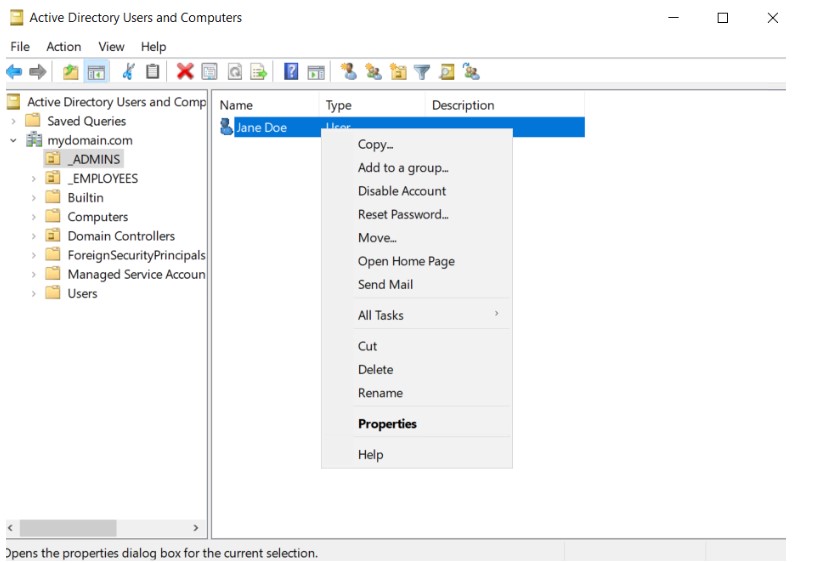 Active Directory Users and Computers
File Action View Help
Active Directory Users and Comp
Saved Queries
mydomain.com
_ADMINS
_EMPLOYEES
Builtin
Computers
Domain Controllers
ForeignSecurityPrincipals
Managed Service Accoun
Users
Name Type Description
Jane Doe User
Copy...
Add to a group...
Disable Account
Reset Password...
Move...
Open Home Page
Send Mail
All Tasks
Cut
Delete
Rename
Properties
Help
Opens the properties dialog box for the current selection.